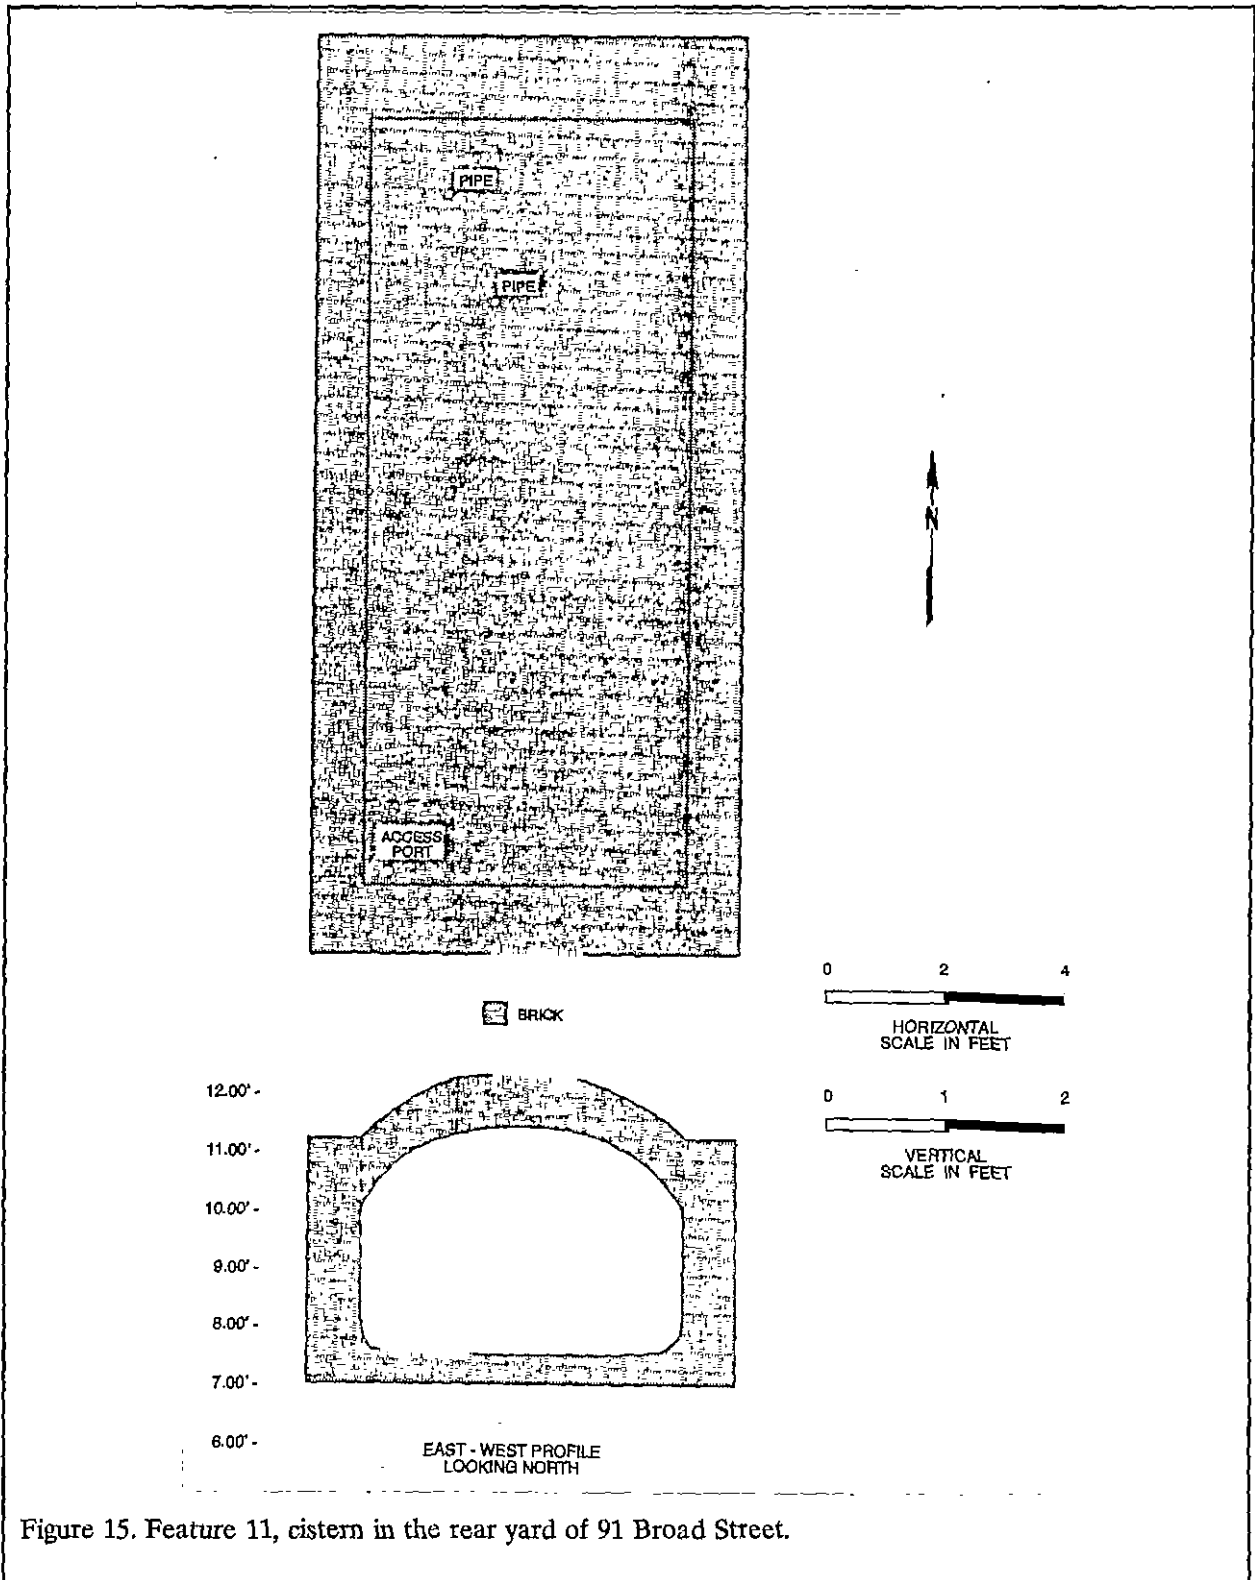 PIPE
PIPE
N
ACCESS
PORT
0 2 4
HORIZONTAL
SCALE IN FEET
BRICK
0 1 2
VERTICAL
SCALE IN FEET
12.00'-
11.00'-
10.00'-
9.00'-
8.00'-
7.00'-
6.00'-
EAST - WEST PROFILE
LOOKING NORTH
Figure 15. Feature 11, cistern in the rear yard of 91 Broad Street.